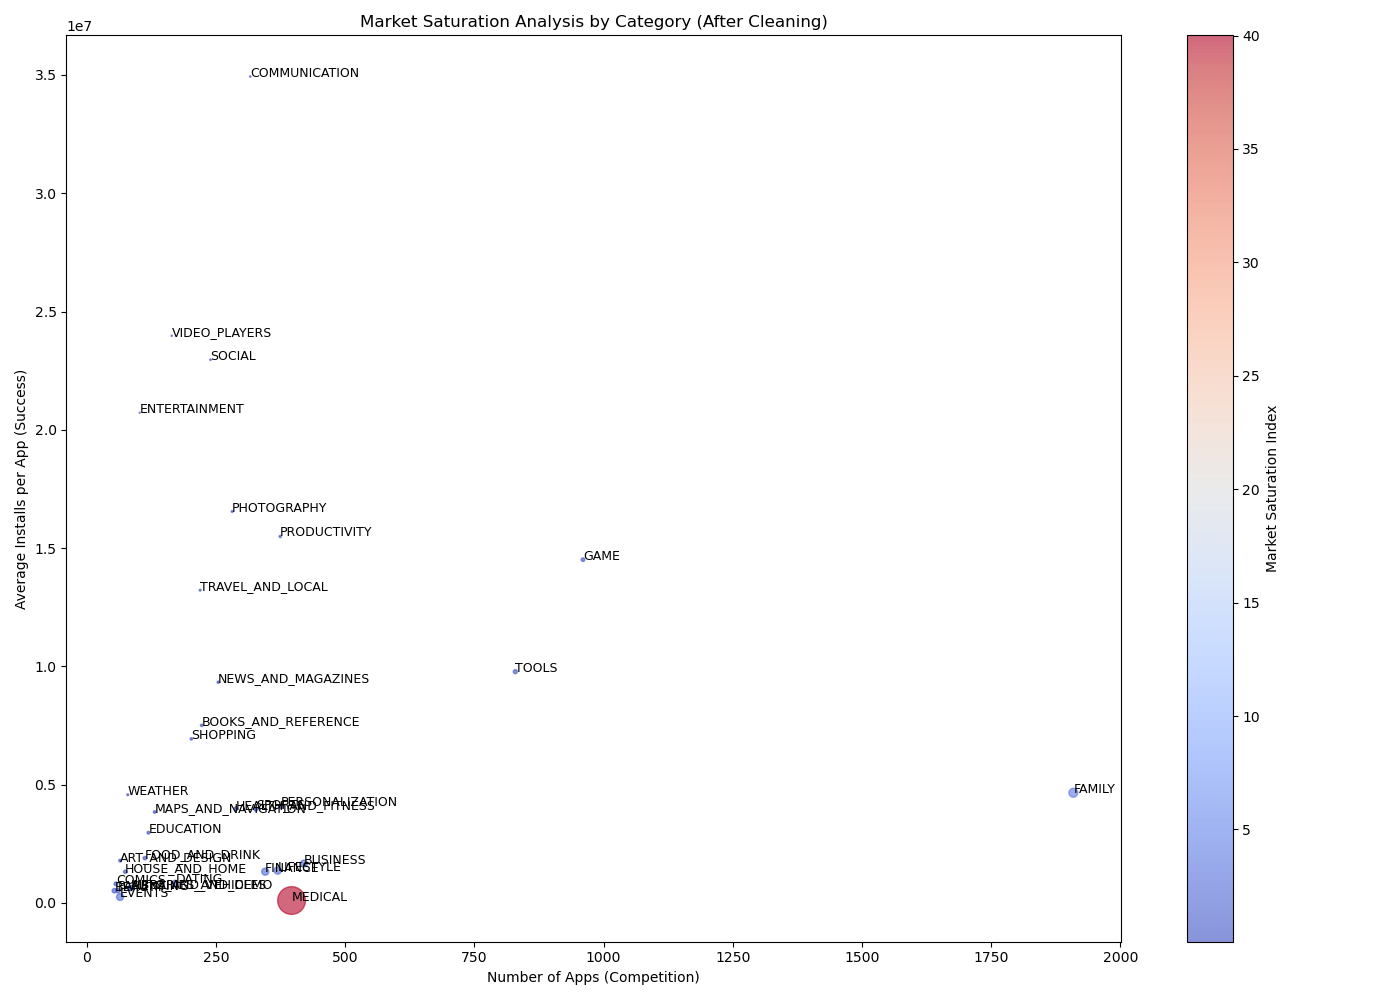 Market Saturation Analysis by Category (After Cleaning)
1e7
3.5
3.0
2.5
2.0
1.5
1.0
0.5
0.0
Average Installs per App (Success)
COMMUNICATION
VIDEO_PLAYERS
SOCIAL
ENTERTAINMENT
PHOTOGRAPHY
PRODUCTIVITY
GAME
TRAVEL_AND_LOCAL
TOOLS
NEWS_AND_MAGAZINES
BOOKS_AND_REFERENCE
SHOPPING
WEATHER
FAMILY
PERSONALIZATION
HEALTH_AND_FITNESS
MAPS_AND_NAVIGATION
EDUCATION
FOOD_AND_DRINK
ART_AND_DESIGN
BUSINESS
HOUSE_AND_HOME
FINANCE
LIFESTYLE
COMICS
DATING
EVENTS
MEDICAL
0
250
500
750
1000
1250
1500
1750
2000
Number of Apps (Competition)
40
35
30
25
20
15
10
5
Market Saturation Index